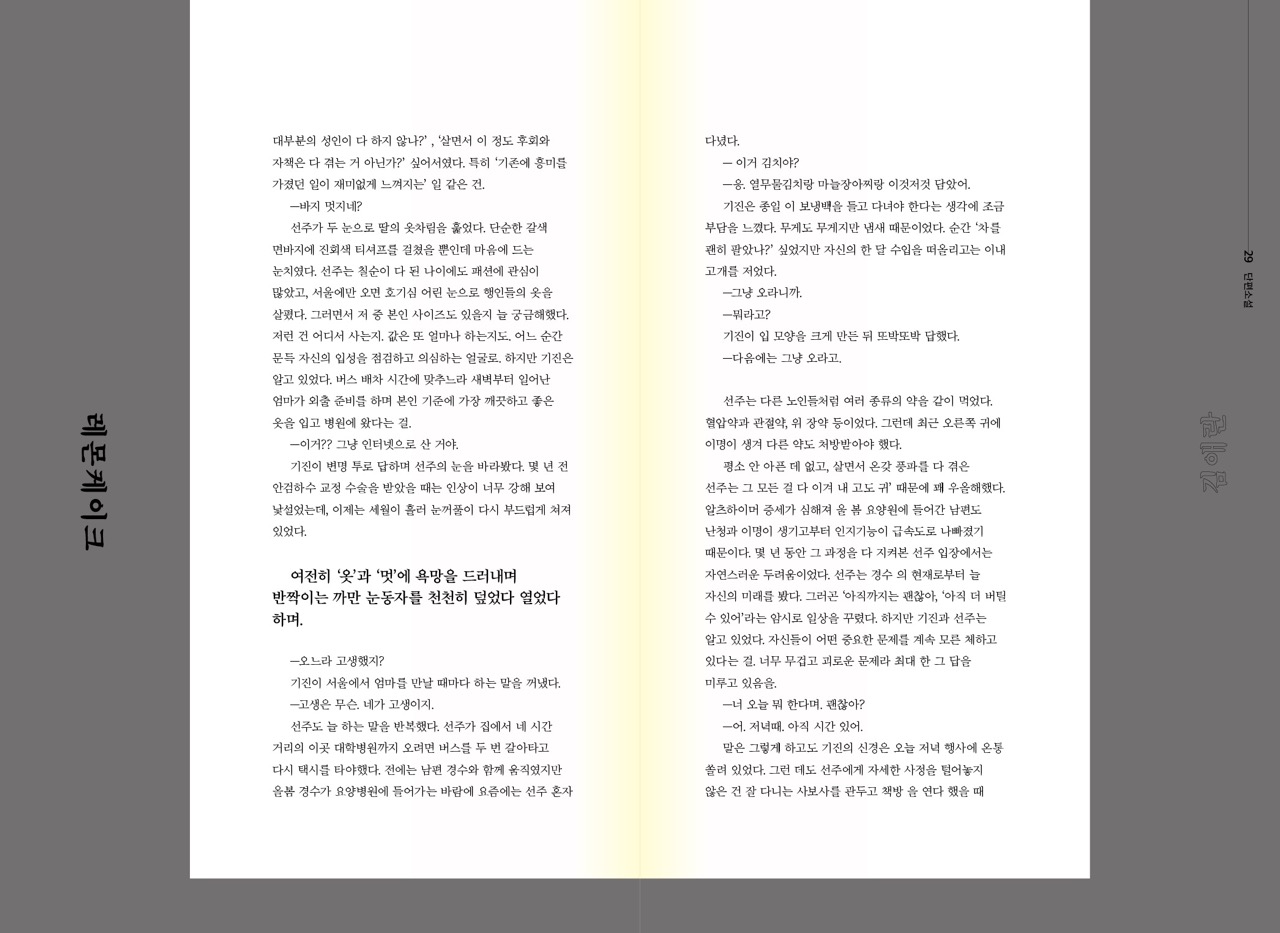 레몬케이크
대부분의 성인이 다 하지 않나?’ , ‘살면서 이 정도 후회와
자책은 다 겪는 거 아닌가?’ 싶어서였다. 특히 ‘기존에 흥미를
가졌던 일이 재미없게 느껴지는’ 일 같은 건.
—바지 멋지네?
선주가 두 눈으로 딸의 옷차림을 훑었다. 단순한 갈색
면바지에 진회색 티셔프를 걸쳤을 뿐인데 마음에 드는
눈치였다. 선주는 칠순이 다 된 나이에도 패션에 관심이
많았고, 서울에만 오면 호기심 어린 눈으로 행인들의 옷을
살폈다. 그러면서 저 중 본인 사이즈도 있을지 늘 궁금해했다.
저런 건 어디서 사는지. 값은 또 얼마나 하는지도. 어느 순간
문득 자신의 입성을 점검하고 의심하는 얼굴로. 하지만 기진은
알고 있었다. 버스 배차 시간에 맞추느라 새벽부터 일어난
엄마가 외출 준비를 하며 본인 기준에 가장 깨끗하고 좋은
옷을 입고 병원에 왔다는 걸.
—이거?? 그냥 인터넷으로 산 거야.
기진이 변명 투로 답하며 선주의 눈을 바라봤다. 몇 년 전
안검하수 교정 수술을 받았을 때는 인상이 너무 강해 보여
낯설었는데, 이제는 세월이 흘러 눈꺼풀이 다시 부드럽게 쳐져
있었다.
여전히 ‘옷’과 ‘멋’에 욕망을 드러내며
반짝이는 까만 눈동자를 천천히 덮었다 열었다
하며.
—오느라 고생했지?
기진이 서울에서 엄마를 만날 때마다 하는 말을 꺼냈다.
—고생은 무슨. 네가 고생이지.
선주도 늘 하는 말을 반복했다. 선주가 집에서 네 시간
거리의 이곳 대학병원까지 오려면 버스를 두 번 갈아타고
다시 택시를 타야했다. 전에는 남편 경수와 함께 움직였지만
올봄 경수가 요양병원에 들어가는 바람에 요즘에는 선주 혼자
다녔다.
— 이거 김치야?
—응. 열무물김치랑 마늘장아찌랑 이것저것 담았어.
기진은 종일 이 보냉백을 들고 다녀야 한다는 생각에 조금
부담을 느꼈다. 무게도 무게지만 냄새 때문이었다. 순간 ‘차를
괜히 팔았나?’ 싶었지만 자신의 한 달 수입을 떠올리고는 이내
고개를 저었다.
—그냥 오라니까.
—뭐라고?
기진이 입 모양을 크게 만든 뒤 또박또박 답했다.
—다음에는 그냥 오라고.
선주는 다른 노인들처럼 여러 종류의 약을 같이 먹었다.
혈압약과 관절약, 위 장약 등이었다. 그런데 최근 오른쪽 귀에
이명이 생겨 다른 약도 처방받아야 했다.
평소 안 아픈 데 없고, 살면서 온갖 풍파를 다 겪은
선주는 그 모든 걸 다 이겨 내 고도 귀’ 때문에 꽤 우울해했다.
알츠하이머 증세가 심해져 올 봄 요양원에 들어간 남편도
난청과 이명이 생기고부터 인지기능이 급속도로 나빠졌기
때문이다. 몇 년 동안 그 과정을 다 지켜본 선주 입장에서는
자연스러운 두려움이었다. 선주는 경수 의 현재로부터 늘
자신의 미래를 봤다. 그러곤 ‘아직까지는 괜찮아, ‘아직 더 버틸
수 있어’라는 암시로 일상을 꾸렸다. 하지만 기진과 선주는
알고 있었다. 자신들이 어떤 중요한 문제를 계속 모른 체하고
있다는 걸. 너무 무겁고 괴로운 문제라 최대 한 그 답을
미루고 있음을.
—너 오늘 뭐 한다며. 괜찮아?
—어. 저녁때. 아직 시간 있어.
말은 그렇게 하고도 기진의 신경은 오늘 저녁 행사에 온통
쏠려 있었다. 그런 데도 선주에게 자세한 사정을 털어놓지
않은 건 잘 다니는 사보사를 관두고 책방 을 연다 했을 때
김애란
29 단편소설